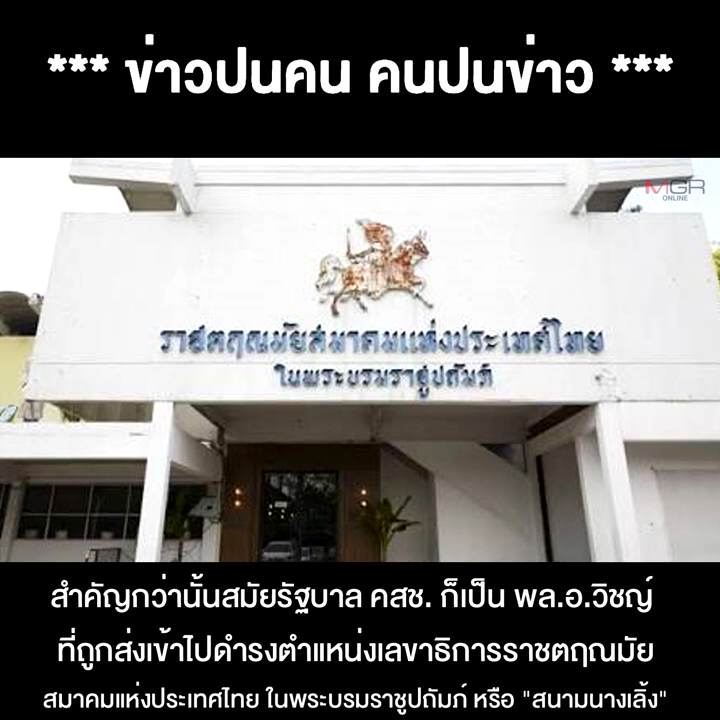 *** ข่าวปนคน คนปนข่าว ***
MGR
ONLINE
ราชตฤณมัยสมาคมแห่งประเทศไทย
ในพระบรมราชูปถัมภ์
สำคัญกว่านั้นสมัยรัฐบาล คสช. ก็เป็น พล.อ.วิชญ์
ที่ถูกส่งเข้าไปดำรงตำแหน่งเลขาธิการราชตฤณมัย
สมาคมแห่งประเทศไทย ในพระบรมราชูปถัมภ์ หรือ "สนามนางเลิ้ง"